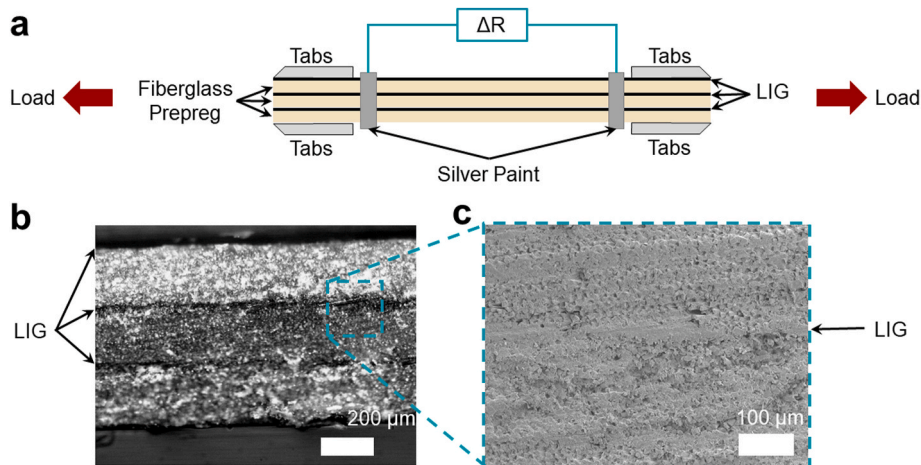 a
ΔR
Tabs
Tabs
Load
Fiberglass
Prepreg
LIG
Load
Tabs
Tabs
Silver Paint
b
c
LIG
LIG
200 µm
100 µm